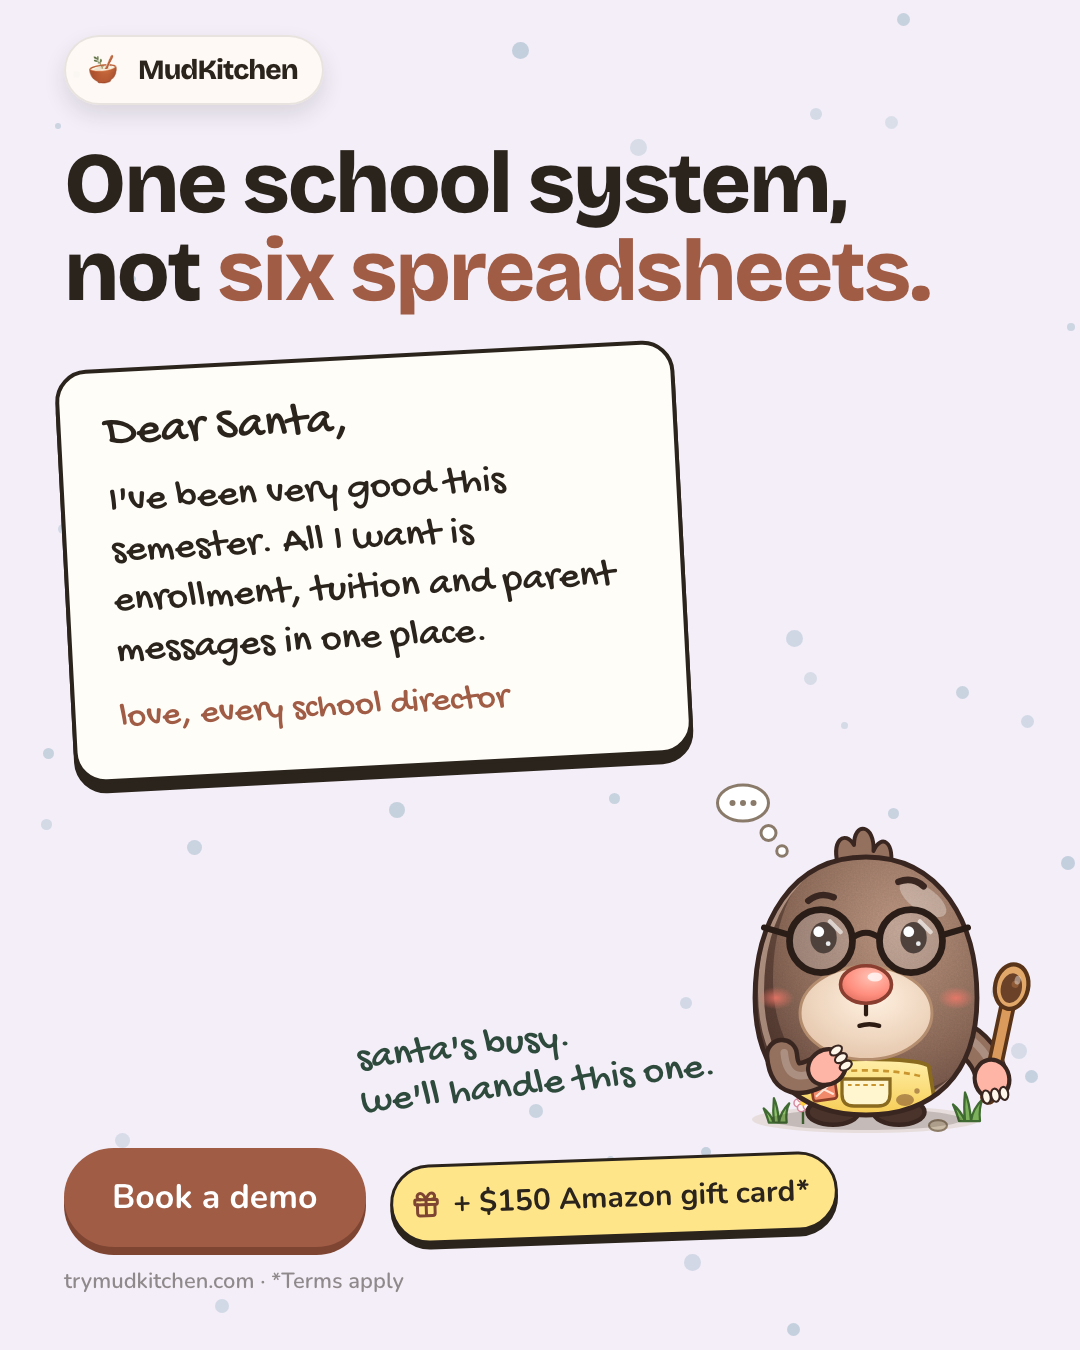 MudKitchen
One school system,
not six spreadsheets.
Dear Santa,
I've been very good this
semester. All I want is
enrollment, tuition and parent
messages in one place.
love, every school director
santa's busy.
we'll handle this one.
Book a demo
+ $150 Amazon gift card*
trymudkitchen.com · *Terms apply